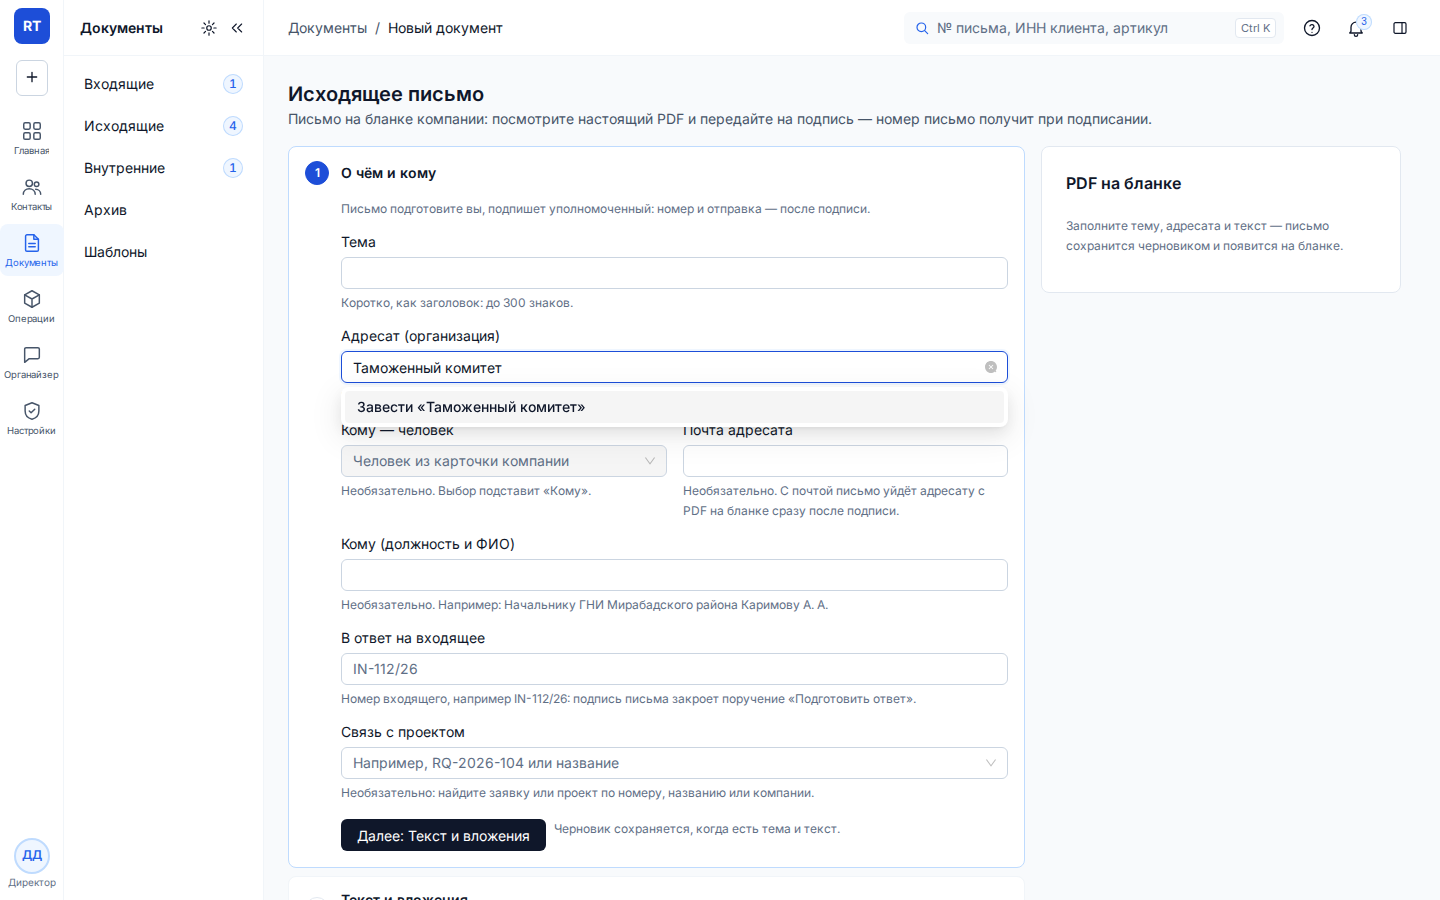 RT
Документы
Документы / Новый документ
№ письма, ИНН клиента, артикул
Ctrl K
3
Главная
Контакты
Документы
Операции
Органайзер
Настройки
ДД
Директор
Входящие 1
Исходящие 4
Внутренние 1
Архив
Шаблоны
Исходящее письмо
Письмо на бланке компании: посмотрите настоящий PDF и передайте на подпись — номер письмо получит при подписании.
1 О чём и кому
Письмо подготовите вы, подпишет уполномоченный: номер и отправка — после подписи.
Тема
Коротко, как заголовок: до 300 знаков.
Адресат (организация)
Таможенный комитет
Завести «Таможенный комитет»
Кому — человек
Человек из карточки компании
Необязательно. Выбор подставит «Кому».
Почта адресата
Необязательно. С почтой письмо уйдёт адресату с
PDF на бланке сразу после подписи.
Кому (должность и ФИО)
Необязательно. Например: Начальнику ГНИ Мирабадского района Каримову А. А.
В ответ на входящее
IN-112/26
Номер входящего, например IN-112/26: подпись письма закроет поручение «Подготовить ответ».
Связь с проектом
Например, RQ-2026-104 или название
Необязательно: найдите заявку или проект по номеру, названию или компании.
Далее: Текст и вложения
Черновик сохраняется, когда есть тема и текст.
Текст и вложения
PDF на бланке
Заполните тему, адресата и текст — письмо
сохранится черновиком и появится на бланке.